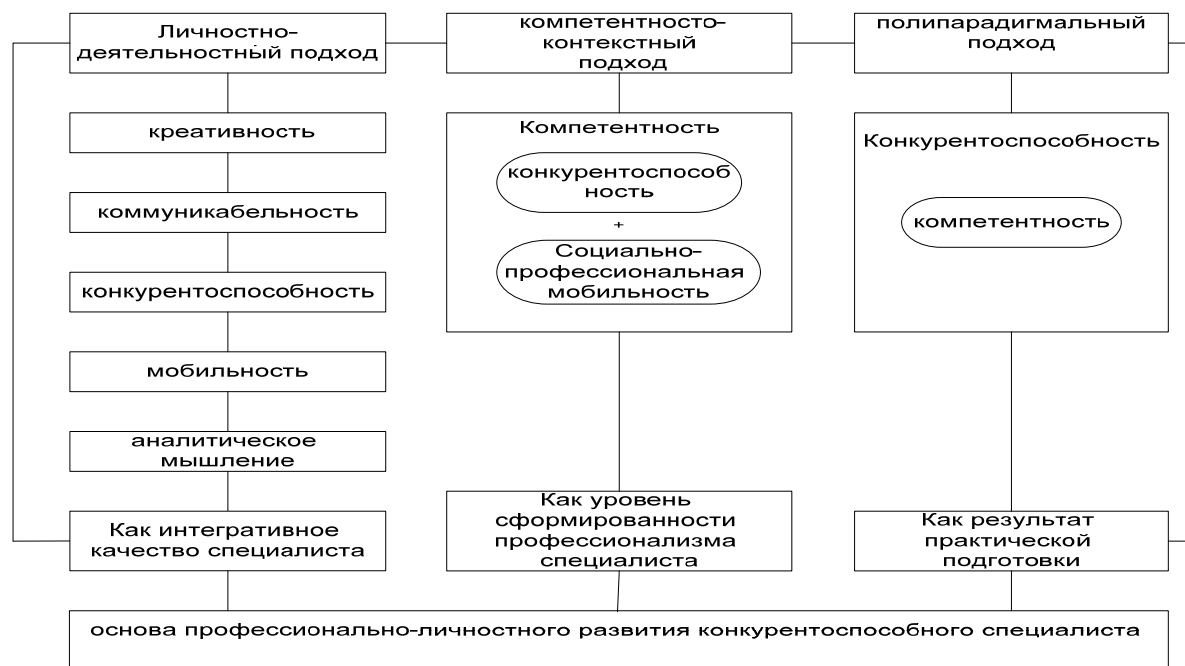 Личностно-
деятельностный подход
креативность
коммуникабельность
конкурентоспособность
мобильность
аналитическое
мышление
Как интегративное
качество специалиста
компетентносто-
контекстный
подход
Компетентность
конкурентоспособ
ность
+
Социально-
профессиональная
мобильность
Как уровень
сформированности
профессионализма
специалиста
полипарадигмальный
подход
Конкурентоспособность
компетентность
Как результат
практической
подготовки
основа профессионально-личностного развития конкурентоспособного специалиста